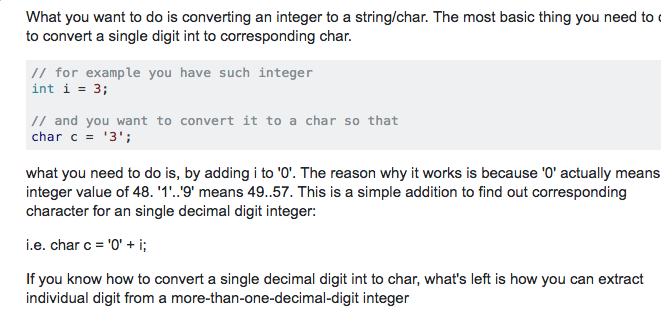 What you want to do is converting an integer to a string/char. The most basic thing you need to
to convert a single digit int to corresponding char.
// for example you have such integer
int i = 3;
// and you want to convert it to a char so that
char c = '3';
what you need to do is, by adding i to '0'. The reason why it works is because '0' actually means
integer value of 48. '1'..'9' means 49..57. This is a simple addition to find out corresponding
character for an single decimal digit integer:
i.e. char c = '0' + i;
If you know how to convert a single decimal digit int to char, what's left is how you can extract
individual digit from a more-than-one-decimal-digit integer